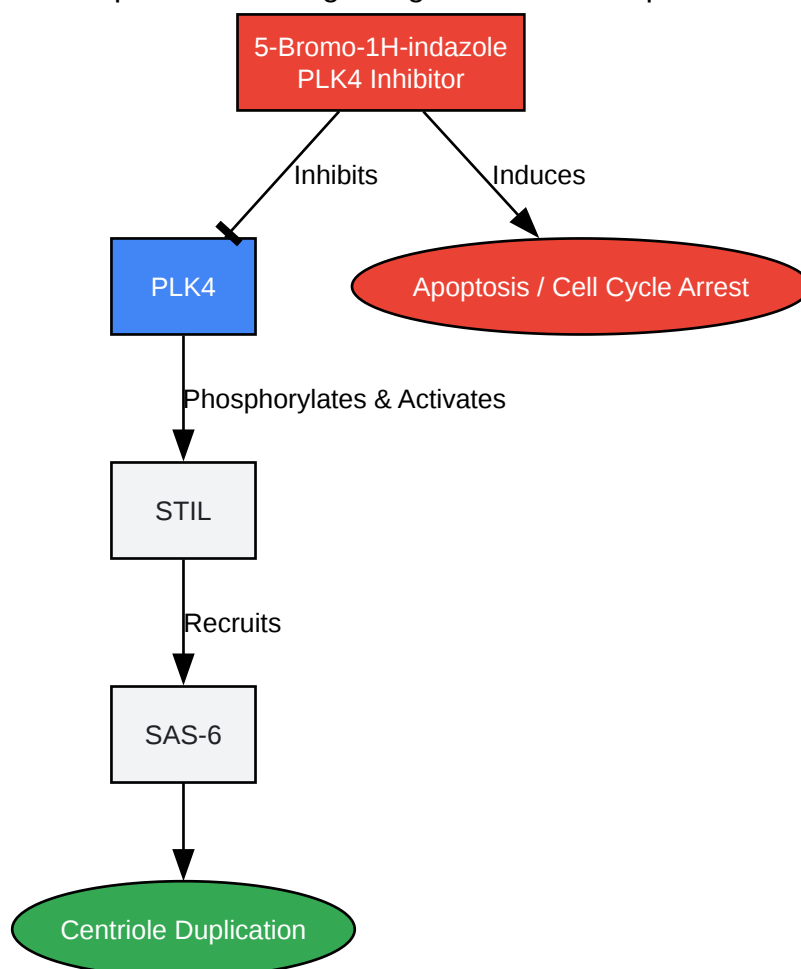 5-Bromo-1H-indazole
PLK4 Inhibitor
Inhibits
Induces
PLK4
Apoptosis / Cell Cycle Arrest
Phosphorylates & Activates
STIL
Recruits
SAS-6
Centriole Duplication